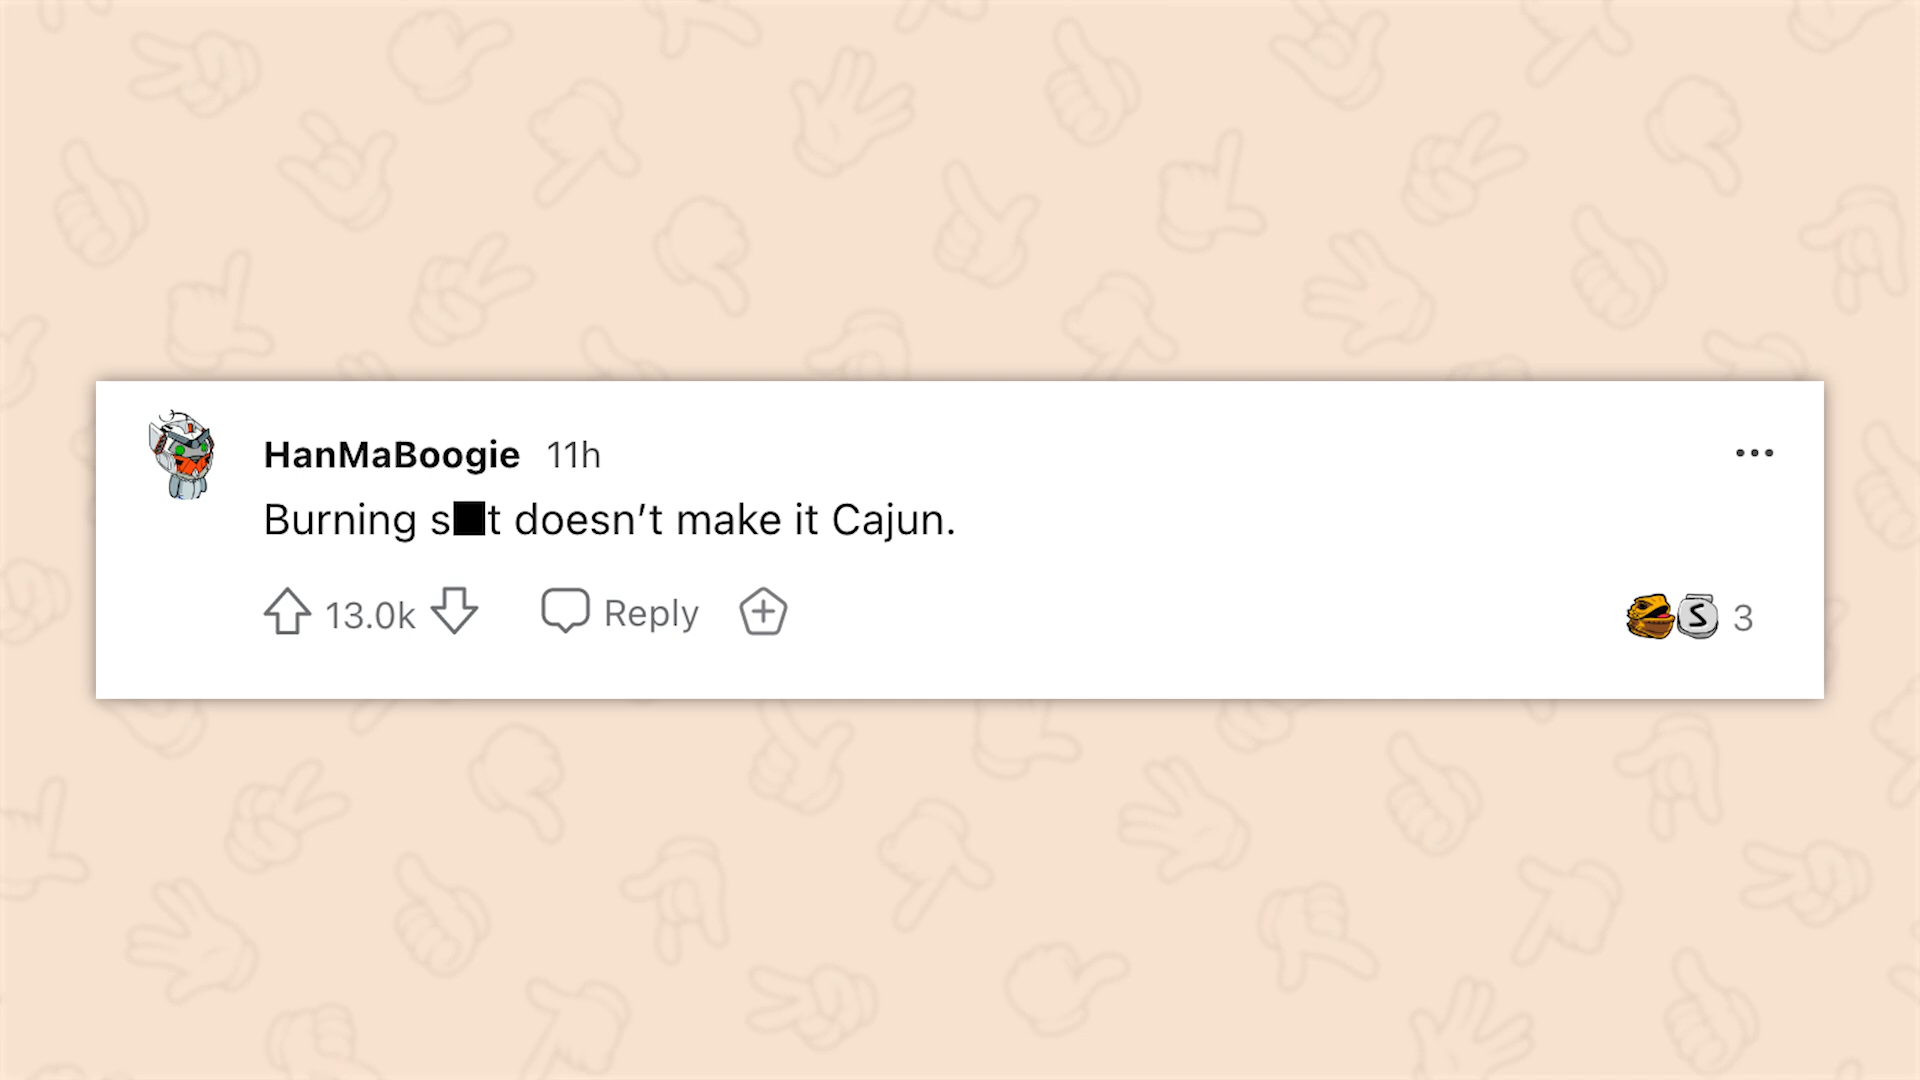 HanMaBoogie 11h
Burning s■t doesn’t make it Cajun.
13.0k Reply
S 3